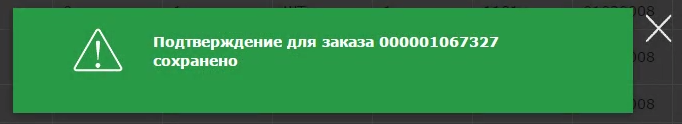 Подтверждение для заказа 000001067327
сохранено